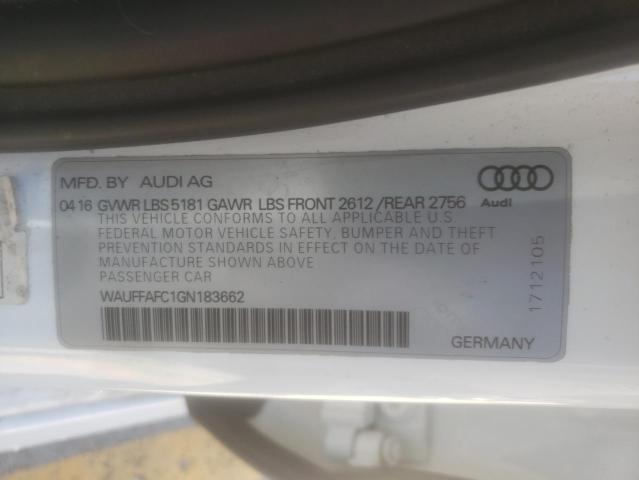 MFD. BY AUDI AG
04 16 GVWR LBS 5181 GAWR LBS FRONT 2612 /REAR 2756
THIS VEHICLE CONFORMS TO ALL APPLICABLE U.S.
FEDERAL MOTOR VEHICLE SAFETY, BUMPER AND THEFT
PREVENTION STANDARDS IN EFFECT ON THE DATE OF
MANUFACTURE SHOWN ABOVE
PASSENGER CAR
WAUFFAFC1GN183662
Audi
1712105
GERMANY